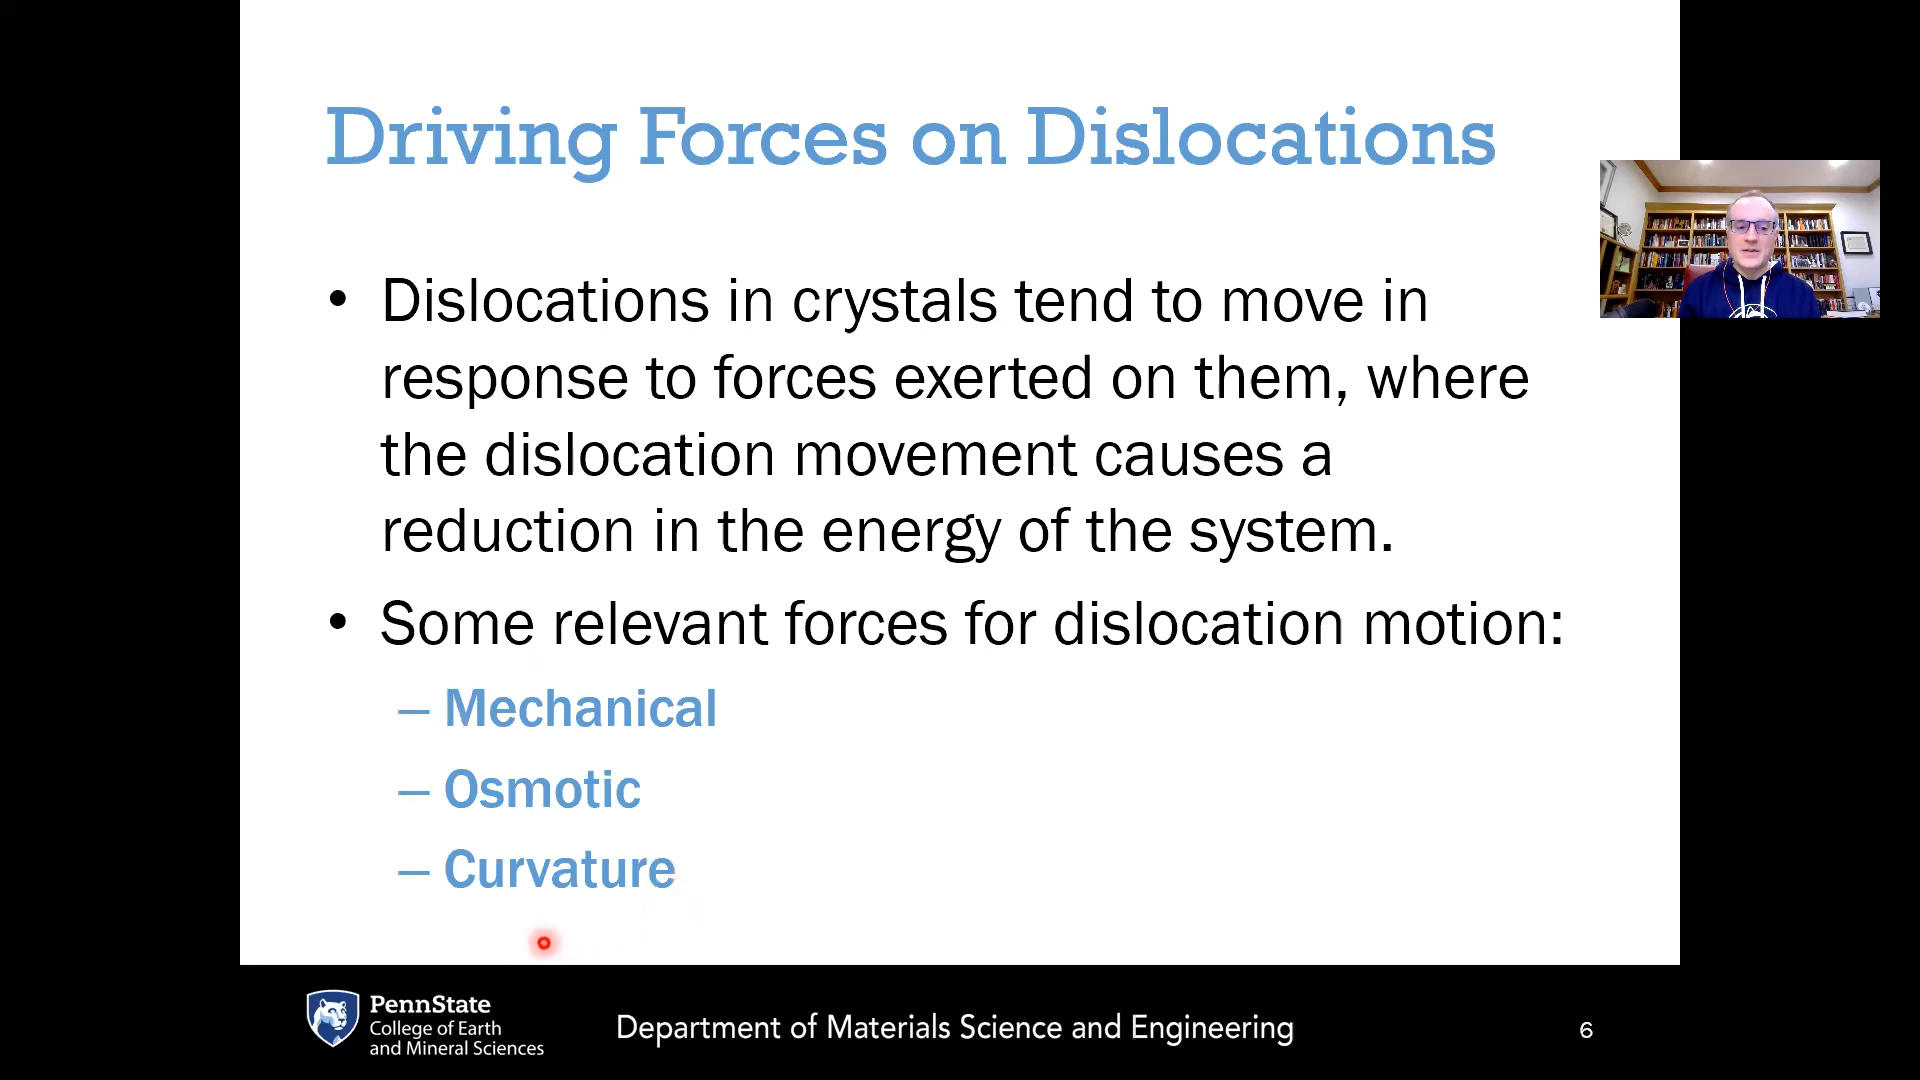 Driving Forces on Dislocations
• Dislocations in crystals tend to move in
response to forces exerted on them, where
the dislocation movement causes a
reduction in the energy of the system.
• Some relevant forces for dislocation motion:
– Mechanical
– Osmotic
– Curvature
PennState
College of Earth
and Mineral Sciences
Department of Materials Science and Engineering
6